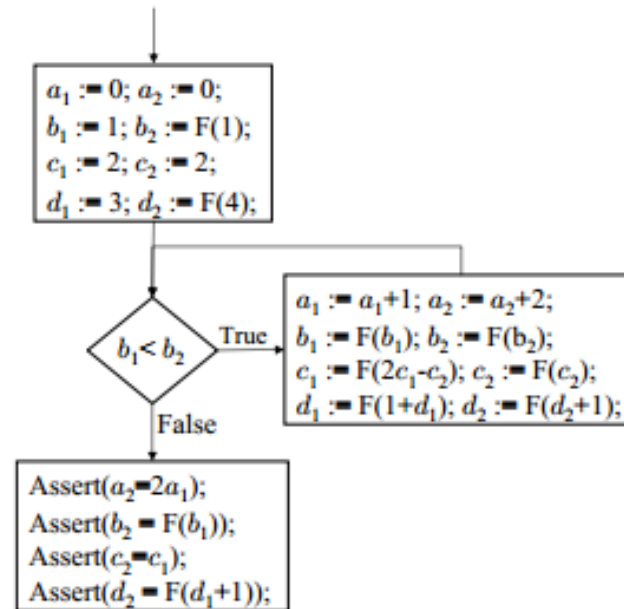 a₁ := 0; a₂ := 0;
b₁ := 1; b₂ := F(1);
c₁ := 2; c₂ := 2;
d₁ := 3; d₂ := F(4);
b₁< b₂
True
a₁ := a₁+1; a₂ := a₂+2;
b₁ := F(b₁); b₂ := F(b₂);
c₁ := F(2c₁-c₂); c₂ := F(c₂);
d₁ := F(1+d₁); d₂ := F(d₂+1);
False
Assert(a₂=2a₁);
Assert(b₂ = F(b₁));
Assert(c₂=c₁);
Assert(d₂ = F(d₁+1));